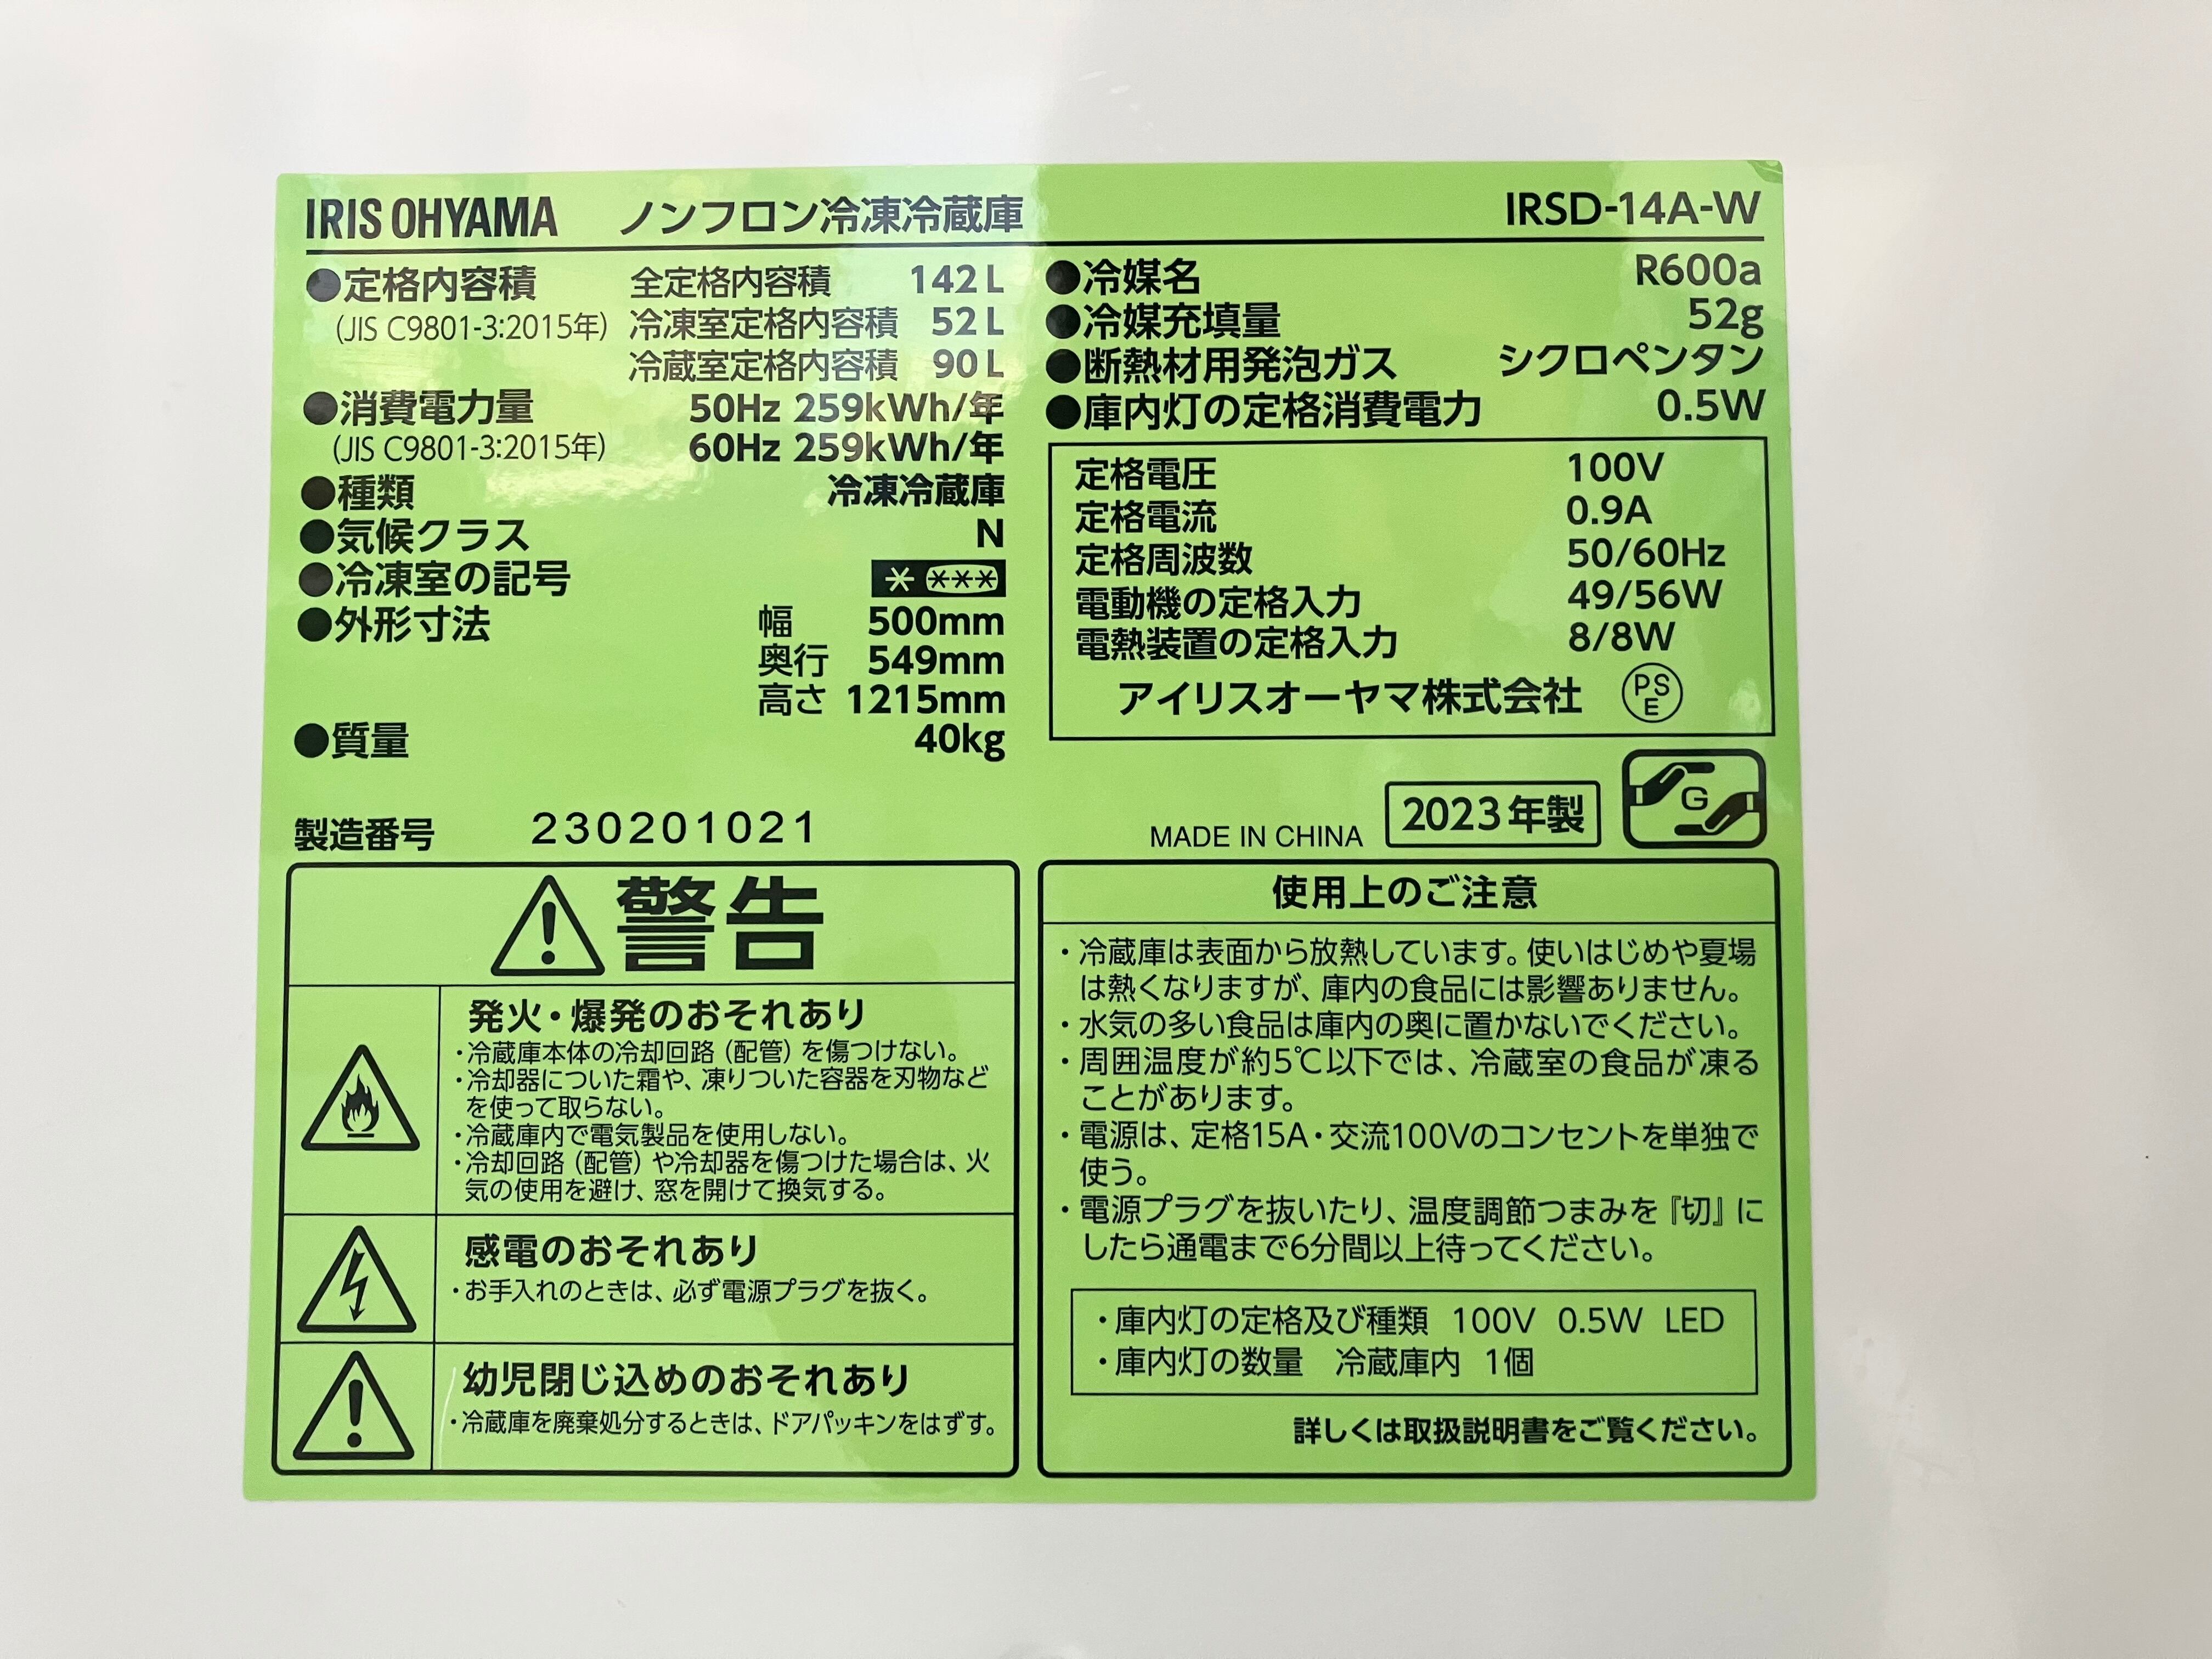 IRIS OHYAMA ノンフロン冷凍冷蔵庫 IRSD-14A-W
●定格内容積 全定格内容積 142L
(JIS C9801-3:2015年) 冷凍室定格内容積 52L
冷蔵室定格内容積 90L
●消費電力量 50Hz 259kWh/年
(JIS C9801-3:2015年) 60Hz 259kWh/年
●種類 冷凍冷蔵庫
●気候クラス N
●冷凍室の記号 * ***
●外形寸法 幅 500mm
奥行 549mm
高さ 1215mm
●質量 40kg
製造番号 230201021
●冷媒名 R600a
●冷媒充填量 52g
●断熱材用発泡ガス シクロペンタン
●庫内灯の定格消費電力 0.5W
定格電圧 100V
定格電流 0.9A
定格周波数 50/60Hz
電動機の定格入力 49/56W
電熱装置の定格入力 8/8W
アイリスオーヤマ株式会社 PSE
MADE IN CHINA 2023年製 G
警告
発火・爆発のおそれあり
・冷蔵庫本体の冷却回路（配管）を傷つけない。
・冷却器についた霜や、凍りついた容器を刃物など
を使って取らない。
・冷蔵庫内で電気製品を使用しない。
・冷却回路（配管）や冷却器を傷つけた場合は、火
気の使用を避け、窓を開けて換気する。
感電のおそれあり
・お手入れのときは、必ず電源プラグを抜く。
幼児閉じ込めのおそれあり
・冷蔵庫を廃棄処分するときは、ドアパッキンをはずす。
使用上のご注意
・冷蔵庫は表面から放熱しています。使いはじめや夏場
は熱くなりますが、庫内の食品には影響ありません。
・水気の多い食品は庫内の奥に置かないでください。
・周囲温度が約5℃以下では、冷蔵室の食品が凍る
ことがあります。
・電源は、定格15A・交流100Vのコンセントを単独で
使う。
・電源プラグを抜いたり、温度調節つまみを『切』に
したら通電まで6分間以上待ってください。
・庫内灯の定格及び種類 100V 0.5W LED
・庫内灯の数量 冷蔵庫内 1個
詳しくは取扱説明書をご覧ください。